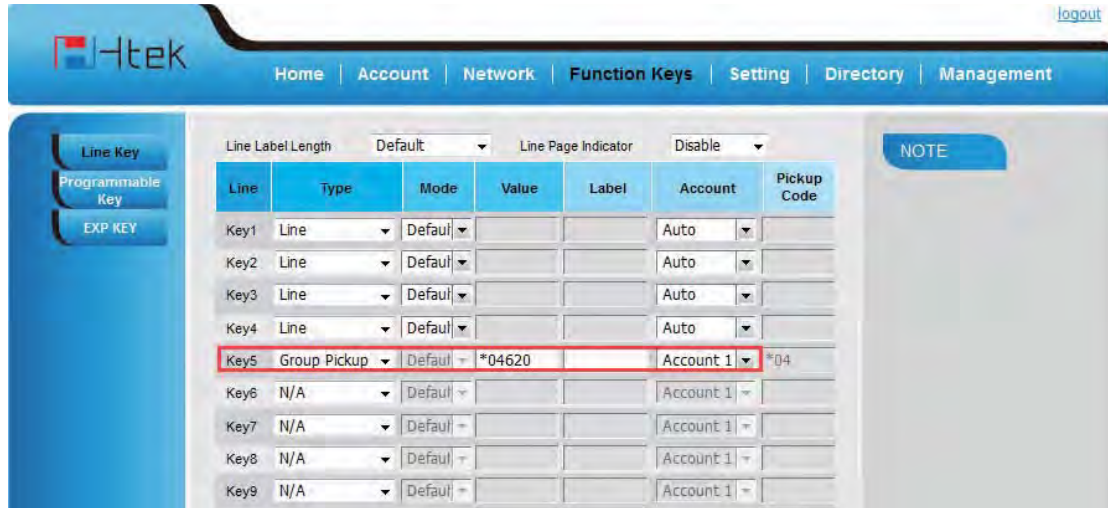 logout
Htek
Home | Account | Network | Function Keys | Setting | Directory | Management
Line Key
Programmable Key
EXP KEY
Line Label Length Default Line Page Indicator Disable
Line Type Mode Value Label Account Pickup Code
Key1 Line Defaul Auto
Key2 Line Defaul Auto
Key3 Line Defaul Auto
Key4 Line Defaul Auto
Key5 Group Pickup Defaul *04620 Account 1 *04
Key6 N/A Defaul Account 1
Key7 N/A Defaul Account 1
Key8 N/A Defaul Account 1
Key9 N/A Defaul Account 1
NOTE